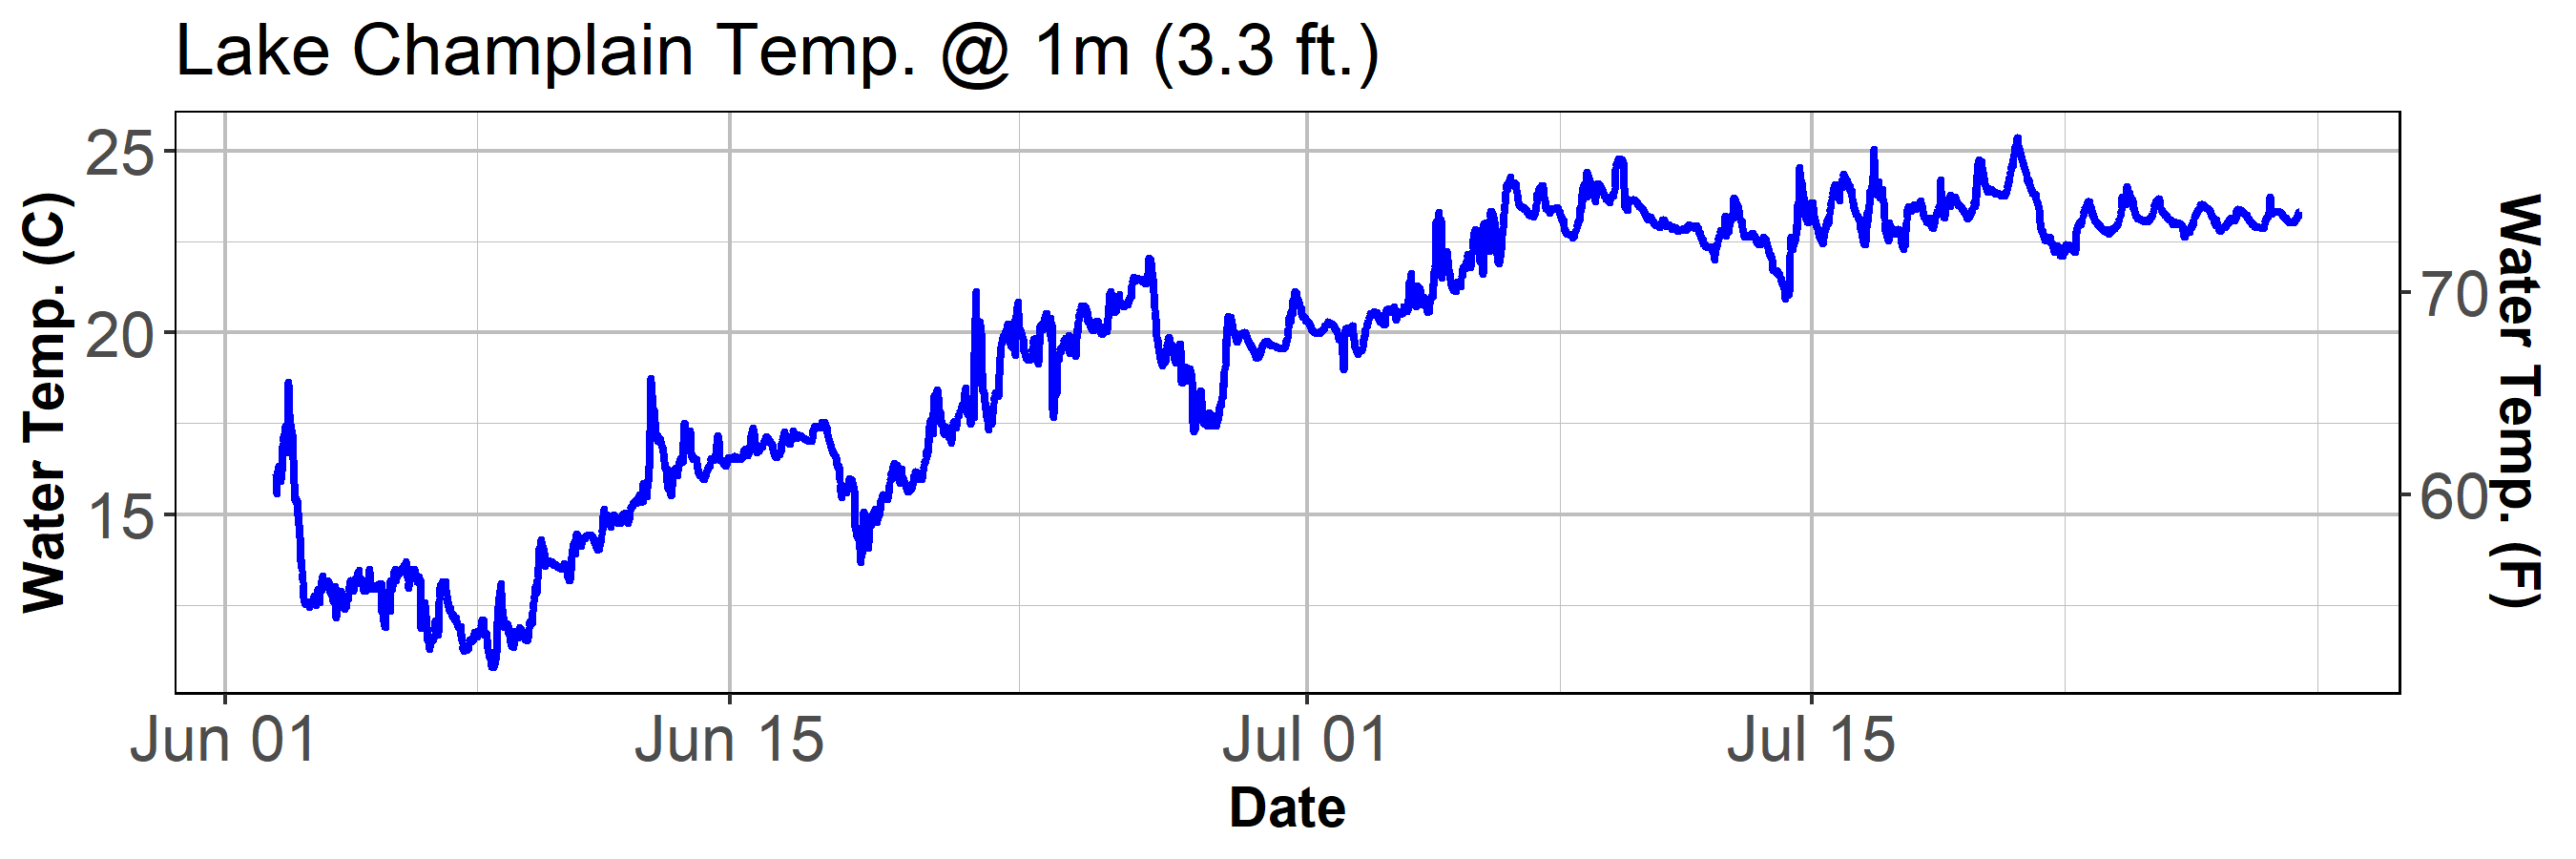 Lake Champlain Temp. @ 1m (3.3 ft.)
Water Temp. (C)
25
20
15
70
60
Water Temp. (F)
Jun 01 Jun 15 Jul 01 Jul 15
Date